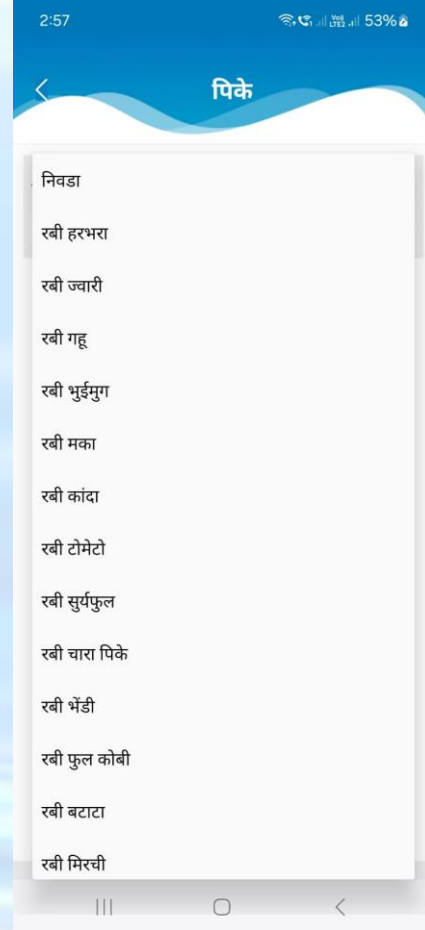 2:57 53%
पिके
निवडा
रबी हरभरा
रबी ज्वारी
रबी गहू
रबी भुईमुग
रबी मका
रबी कांदा
रबी टोमेटो
रबी सुर्यफुल
रबी चारा पिके
रबी भेंडी
रबी फुल कोबी
रबी बटाटा
रबी मिरची